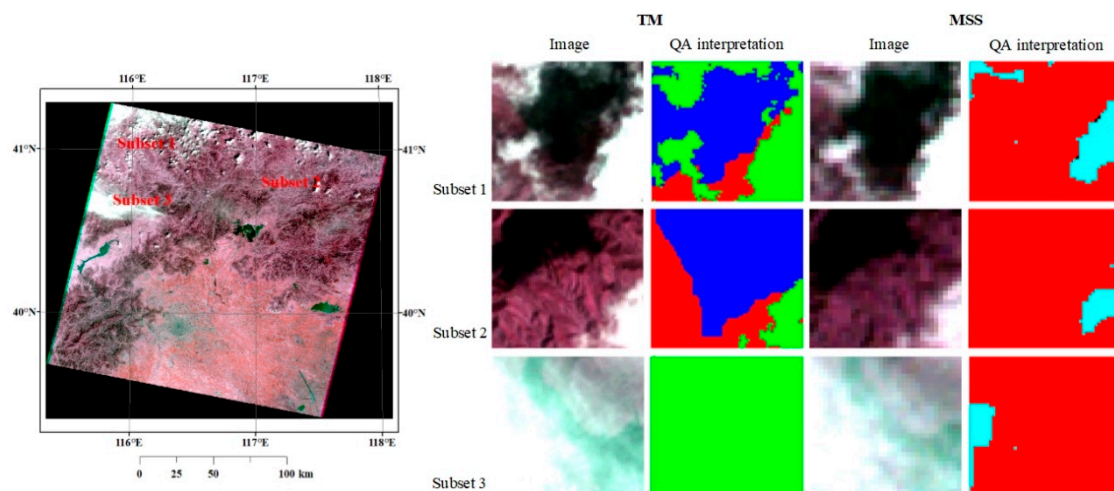 116°E
117°E
118°E
41°N
41°N
40°N
40°N
Subset 1
Subset 2
Subset 3
116°E
117°E
118°E
0
25
50
100 km
TM
MSS
Image
QA interpretation
Image
QA interpretation
Subset 1
Subset 2
Subset 3